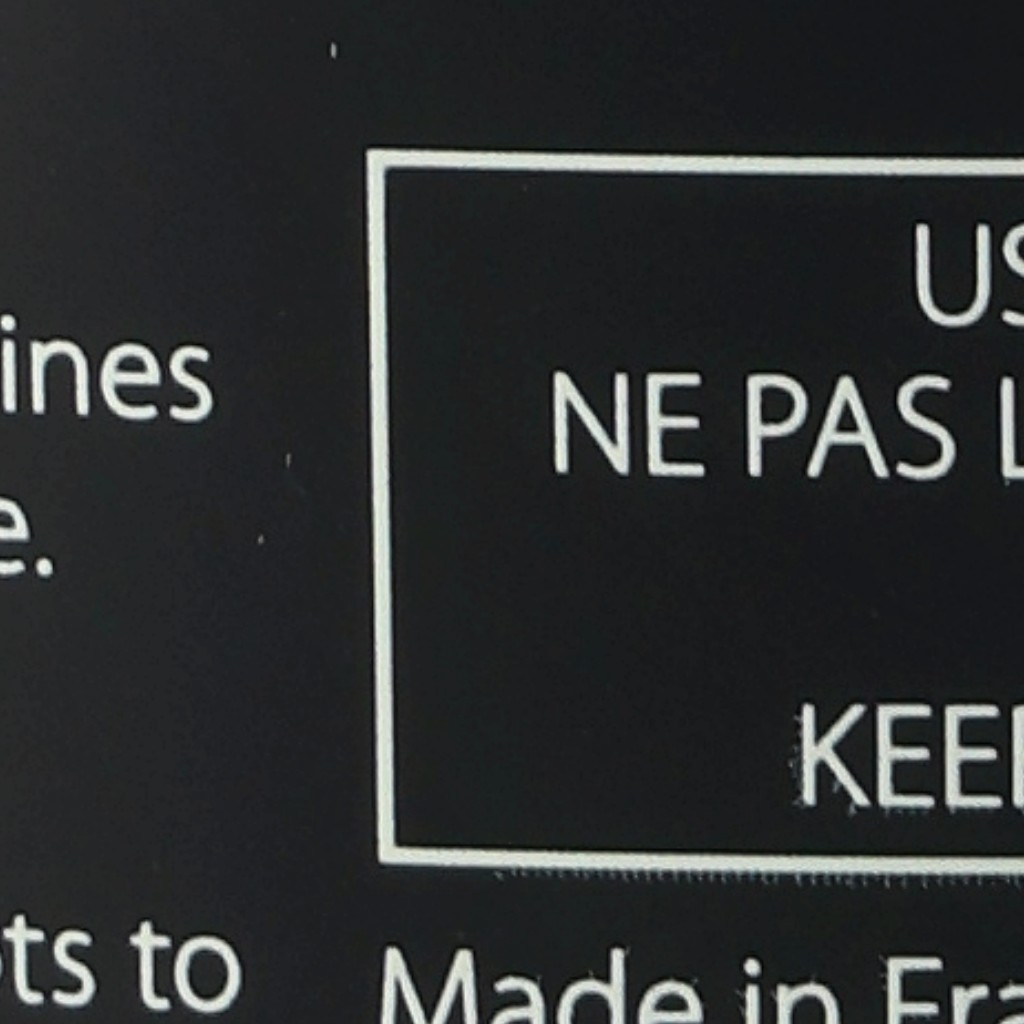 ines
e.
ts to
US
NE PAS L
KEE
Made in Fra